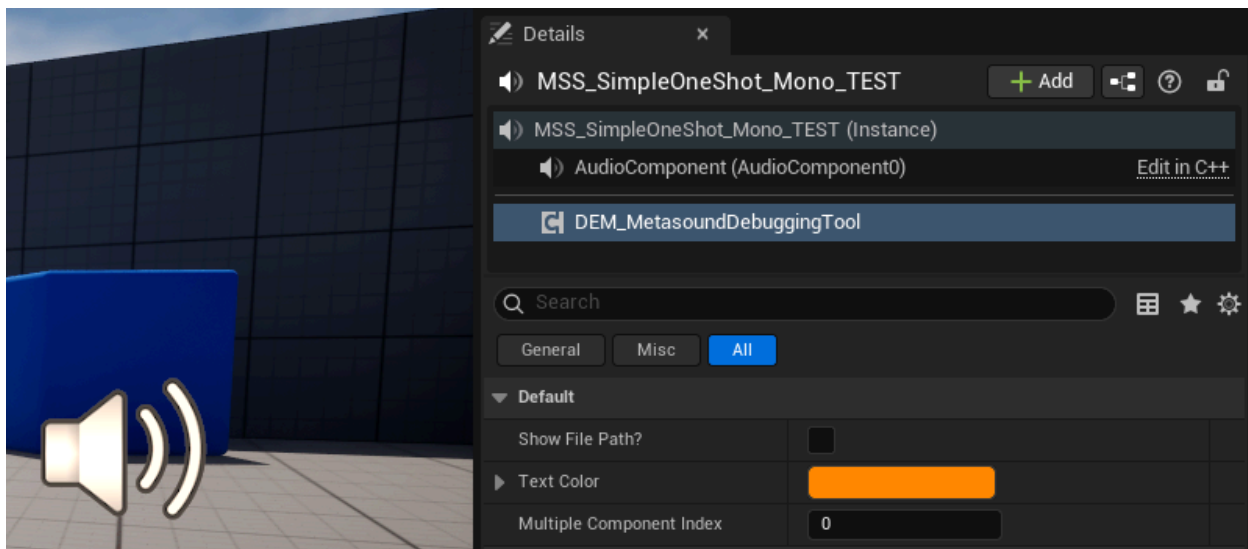 Details
MSS_SimpleOneShot_Mono_TEST
Add
MSS_SimpleOneShot_Mono_TEST (Instance)
AudioComponent (AudioComponent0)
Edit in C++
DEM_MetasoundDebuggingTool
Search
General
Misc
All
Default
Show File Path?
Text Color
Multiple Component Index
0